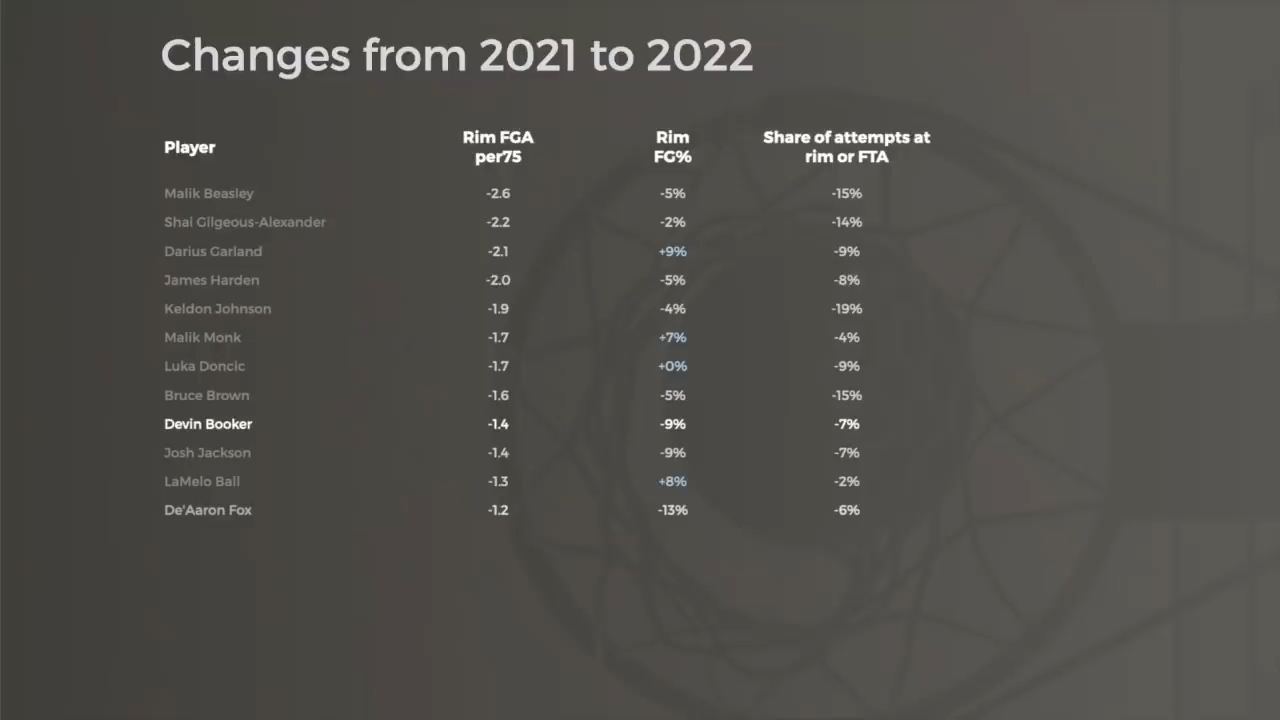 Changes from 2021 to 2022
Player Rim FGA per75 Rim FG% Share of attempts at rim or FTA
Malik Beasley -2.6 -5% -15%
Shai Gilgeous-Alexander -2.2 -2% -14%
Darius Garland -2.1 +9% -9%
James Harden -2.0 -5% -8%
Keldon Johnson -1.9 -4% -19%
Malik Monk -1.7 +7% -4%
Luka Doncic -1.7 +0% -9%
Bruce Brown -1.6 -5% -15%
Devin Booker -1.4 -9% -7%
Josh Jackson -1.4 -9% -7%
LaMelo Ball -1.3 +8% -2%
De'Aaron Fox -1.2 -13% -6%